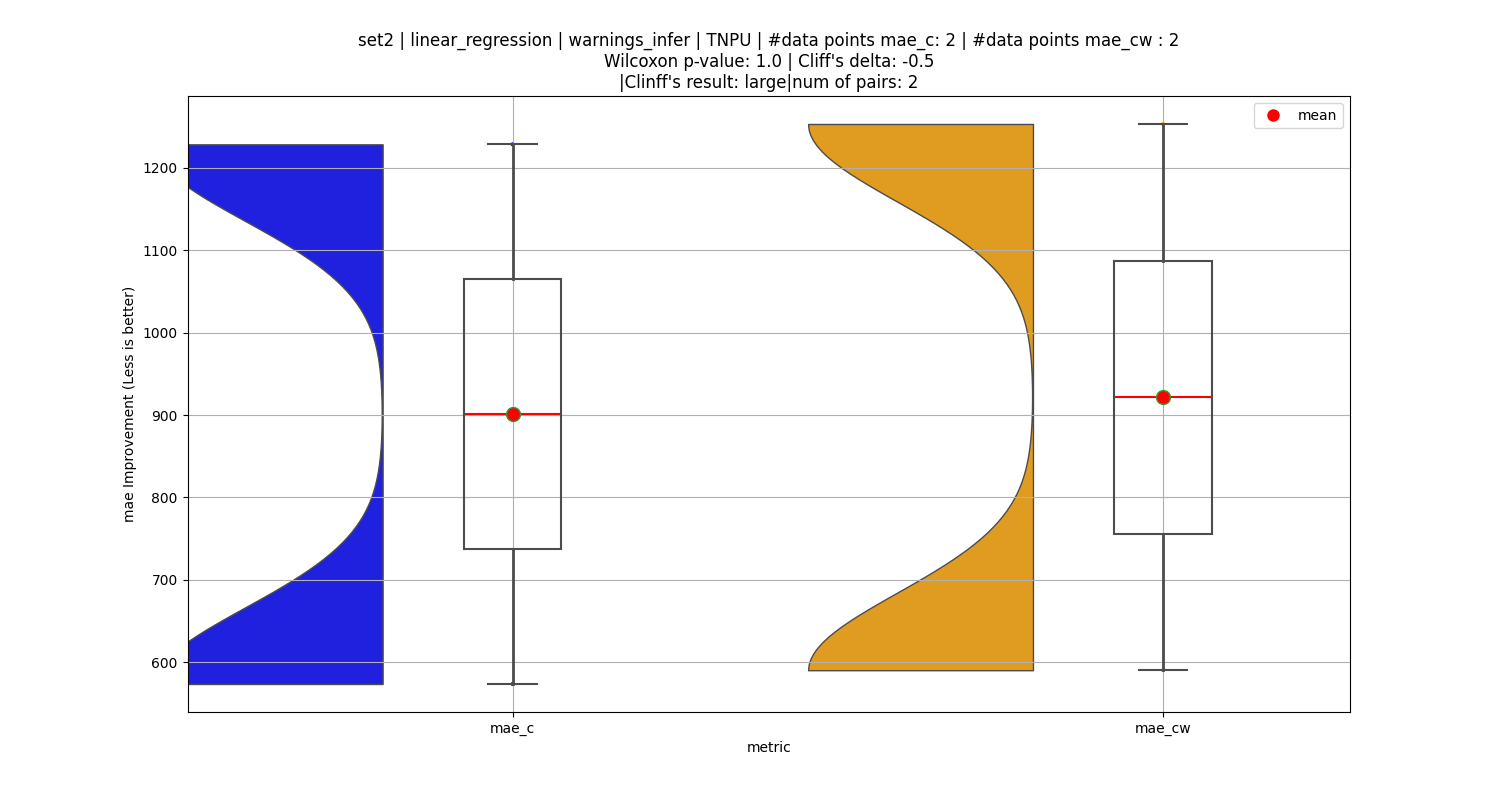 set2 | linear_regression | warnings_infer | TNPU | #data points mae_c: 2 | #data points mae_cw : 2
Wilcoxon p-value: 1.0 | Cliff's delta: -0.5
|Clinff's result: large|num of pairs: 2
mean
mae Improvement (Less is better)
1200
1100
1000
900
800
700
600
mae_c
mae_cw
metric